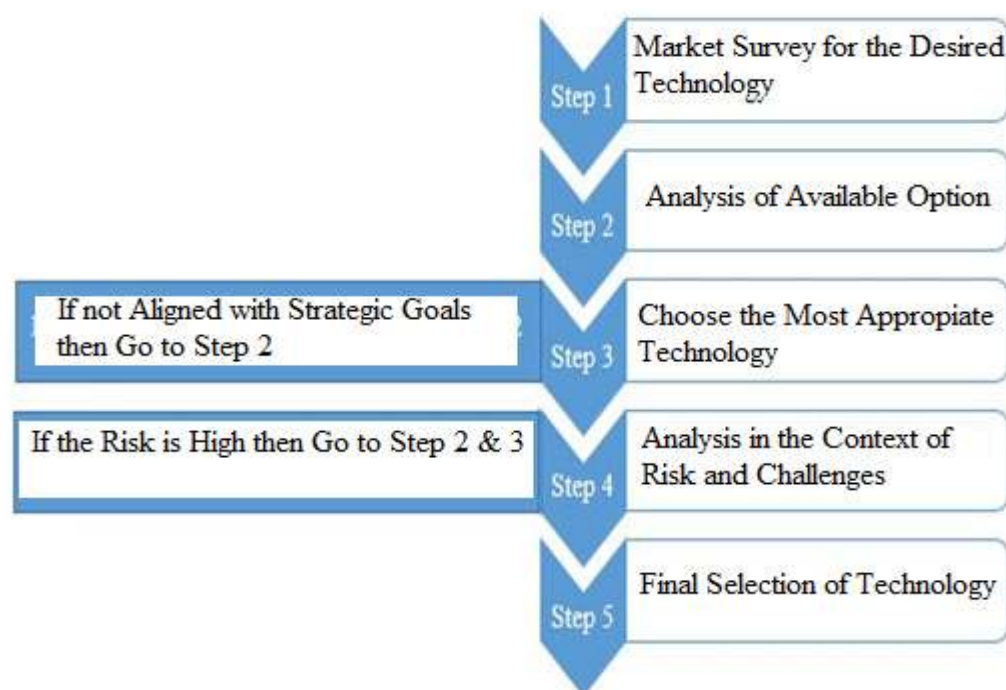 Step 1
Market Survey for the Desired
Technology
Step 2
Analysis of Available Option
If not Aligned with Strategic Goals
then Go to Step 2
Step 3
Choose the Most Appropiate
Technology
If the Risk is High then Go to Step 2 & 3
Step 4
Analysis in the Context of
Risk and Challenges
Step 5
Final Selection of Technology